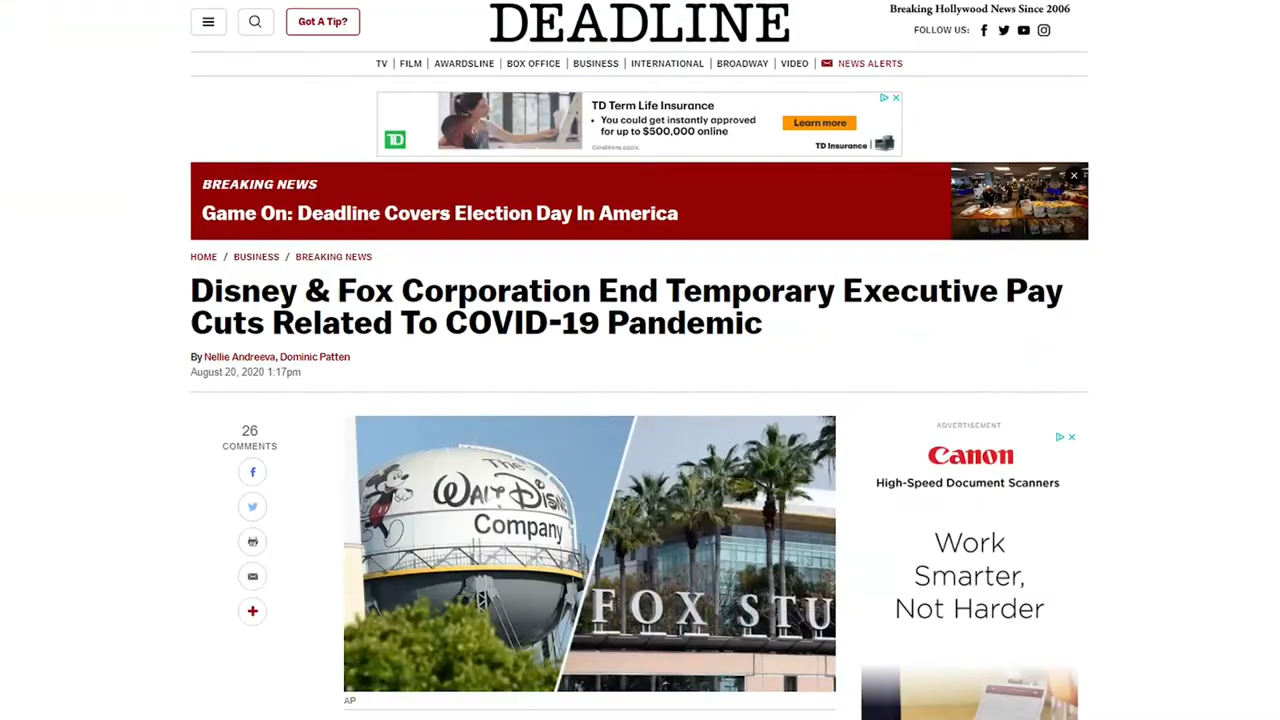 Got A Tip?
DEADLINE
Breaking Hollywood News Since 2006
FOLLOW US:
TV | FILM | AWARDSLINE | BOX OFFICE | BUSINESS | INTERNATIONAL | BROADWAY | VIDEO | NEWS ALERTS
TD
TD Term Life Insurance
• You could get instantly approved
for up to $500,000 online
Conditions apply.
Learn more
TD Insurance
BREAKING NEWS
Game On: Deadline Covers Election Day In America
HOME / BUSINESS / BREAKING NEWS
Disney & Fox Corporation End Temporary Executive Pay
Cuts Related To COVID-19 Pandemic
By Nellie Andreeva, Dominic Patten
August 20, 2020 1:17pm
26
COMMENTS
The
WALT DISN
Company
FOX STU
AP
ADVERTISEMENT
Canon
High-Speed Document Scanners
Work
Smarter,
Not Harder